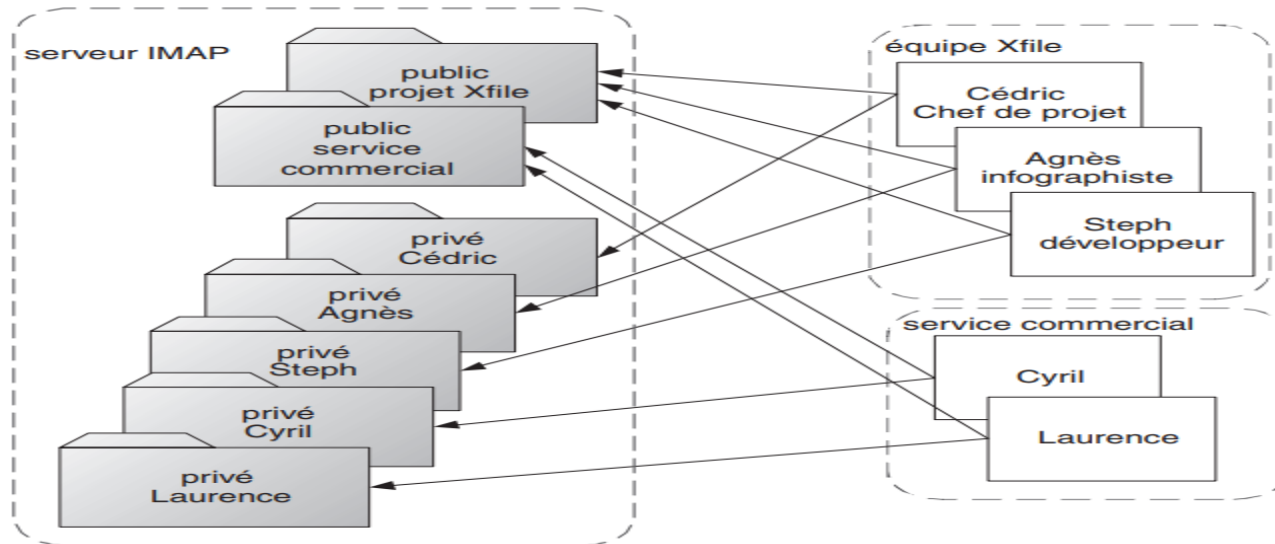 serveur IMAP
public
projet Xfile
public
service
commercial
privé
Cédric
privé
Agnès
privé
Steph
privé
Cyril
privé
Laurence
équipe Xfile
Cédric
Chef de projet
Agnès
infographiste
Steph
développeur
service commercial
Cyril
Laurence